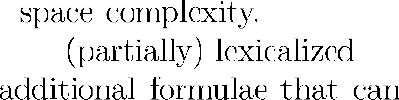 space complexity.
(partially) lexicalized
additional formulae that can